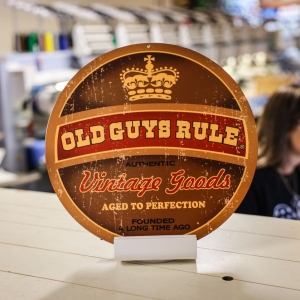 OLD GUYS RULE
AUTHENTIC
Vintage Goods
AGED TO PERFECTION
FOUNDED
A LONG TIME AGO